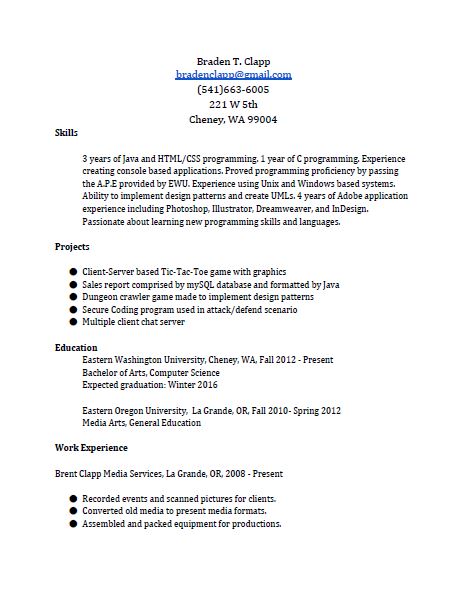 Braden T. Clapp
bradenclapp@gmail.com
(541)663-6005
221 W 5th
Cheney, WA 99004
Skills
3 years of Java and HTML/CSS programming. 1 year of C programming. Experience
creating console based applications. Proved programming proficiency by passing
the A.P.E provided by EWU. Experience using Unix and Windows based systems.
Ability to implement design patterns and create UMLs. 4 years of Adobe application
experience including Photoshop, Illustrator, Dreamweaver, and InDesign.
Passionate about learning new programming skills and languages.
Projects
● Client-Server based Tic-Tac-Toe game with graphics
● Sales report comprised by mySQL database and formatted by Java
● Dungeon crawler game made to implement design patterns
● Secure Coding program used in attack/defend scenario
● Multiple client chat server
Education
Eastern Washington University, Cheney, WA, Fall 2012 - Present
Bachelor of Arts, Computer Science
Expected graduation: Winter 2016
Eastern Oregon University, La Grande, OR, Fall 2010- Spring 2012
Media Arts, General Education
Work Experience
Brent Clapp Media Services, La Grande, OR, 2008 - Present
● Recorded events and scanned pictures for clients.
● Converted old media to present media formats.
● Assembled and packed equipment for productions.